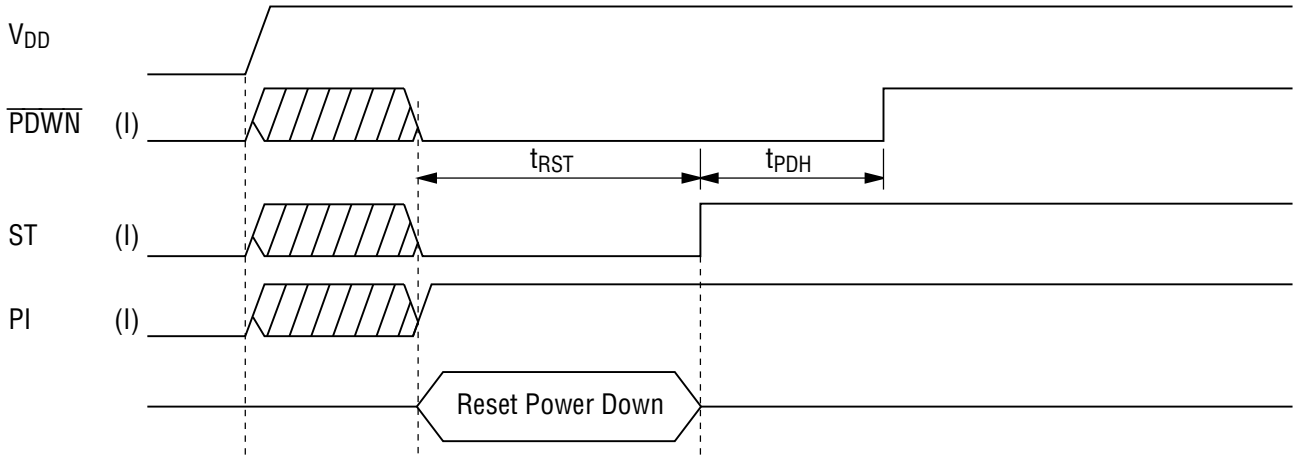 VDD
PDWN (I)
tRST tPDH
ST (I)
PI (I)
Reset Power Down